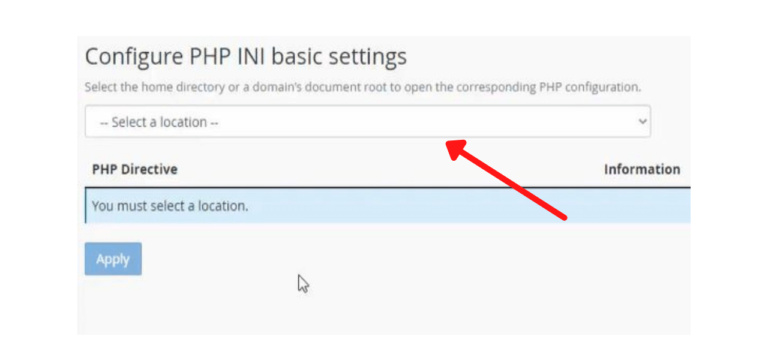 Configure PHP INI basic settings
Select the home directory or a domain's document root to open the corresponding PHP configuration.
-- Select a location --
PHP Directive Information
You must select a location.
Apply